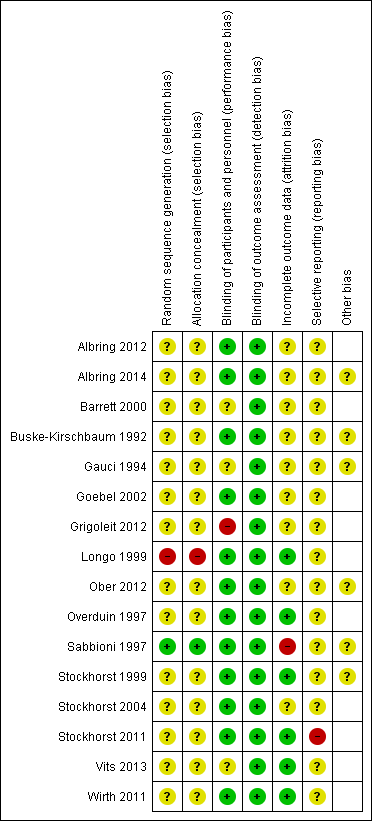 Random sequence generation (selection bias)
Allocation concealment (selection bias)
Blinding of participants and personnel (performance bias)
Blinding of outcome assessment (detection bias)
Incomplete outcome data (attrition bias)
Selective reporting (reporting bias)
Other bias
Albring 2012 ? ? + + ? ?
Albring 2014 ? ? + + ? ? ?
Barrett 2000 ? ? ? + ? ?
Buske-Kirschbaum 1992 ? ? + + ? ? ?
Gauci 1994 ? ? ? + ? ? ?
Goebel 2002 ? ? + + ? ?
Grigoleit 2012 ? ? - + ? ?
Longo 1999 - - + + + ?
Ober 2012 ? ? + + ? ? ?
Overduin 1997 ? ? + + + ?
Sabbioni 1997 + + + + - ? ?
Stockhorst 1999 ? ? + + + ? ?
Stockhorst 2004 ? ? + + ? ?
Stockhorst 2011 ? ? + + + -
Vits 2013 ? ? ? + + ?
Wirth 2011 ? ? + + + ?